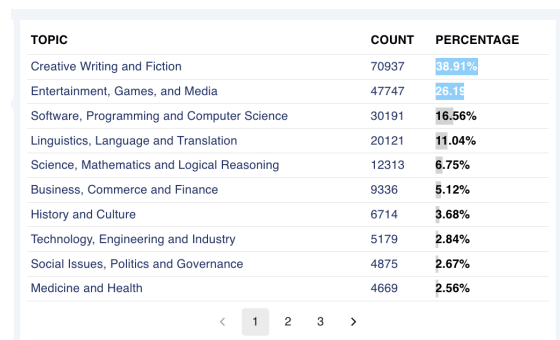 TOPIC COUNT PERCENTAGE
Creative Writing and Fiction 70937 38.91%
Entertainment, Games, and Media 47747 26.19
Software, Programming and Computer Science 30191 16.56%
Linguistics, Language and Translation 20121 11.04%
Science, Mathematics and Logical Reasoning 12313 6.75%
Business, Commerce and Finance 9336 5.12%
History and Culture 6714 3.68%
Technology, Engineering and Industry 5179 2.84%
Social Issues, Politics and Governance 4875 2.67%
Medicine and Health 4669 2.56%
1 2 3